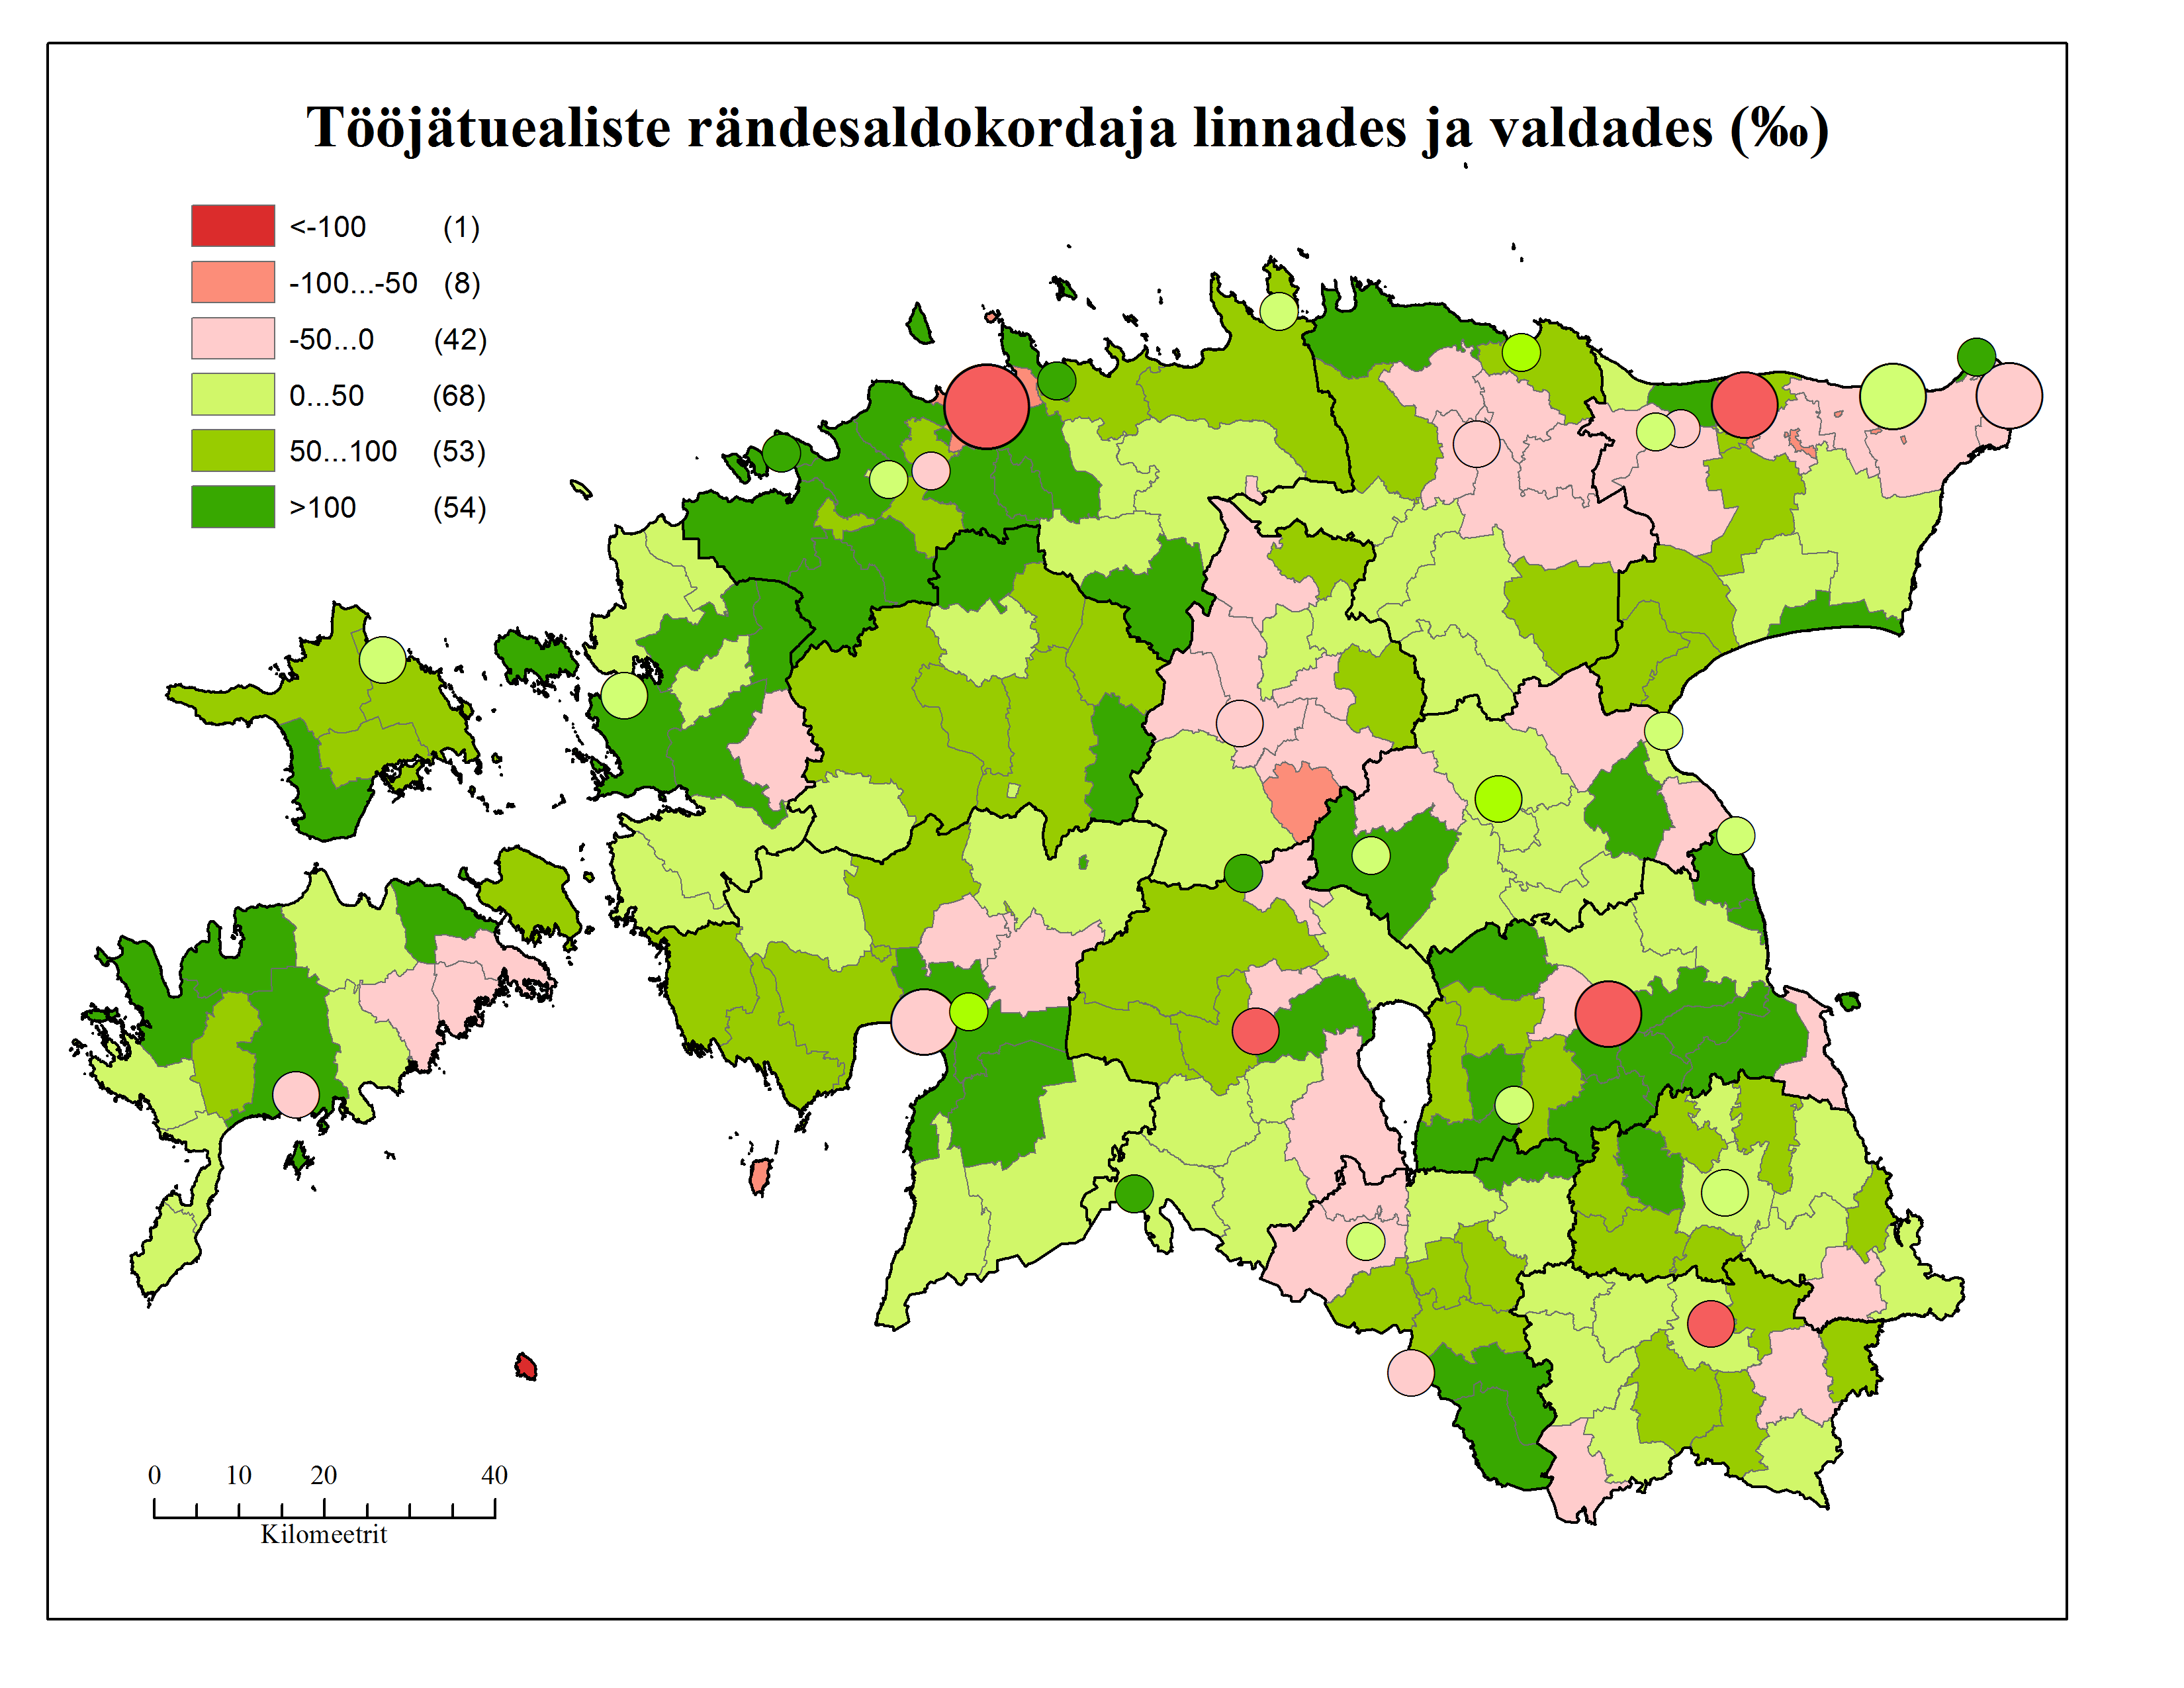 Tööjätuealiste rändesaldokordaja linnades ja valdades (‰)
<-100 (1)
-100...-50 (8)
-50...0 (42)
0...50 (68)
50...100 (53)
>100 (54)
0 10 20 40
Kilomeetrit